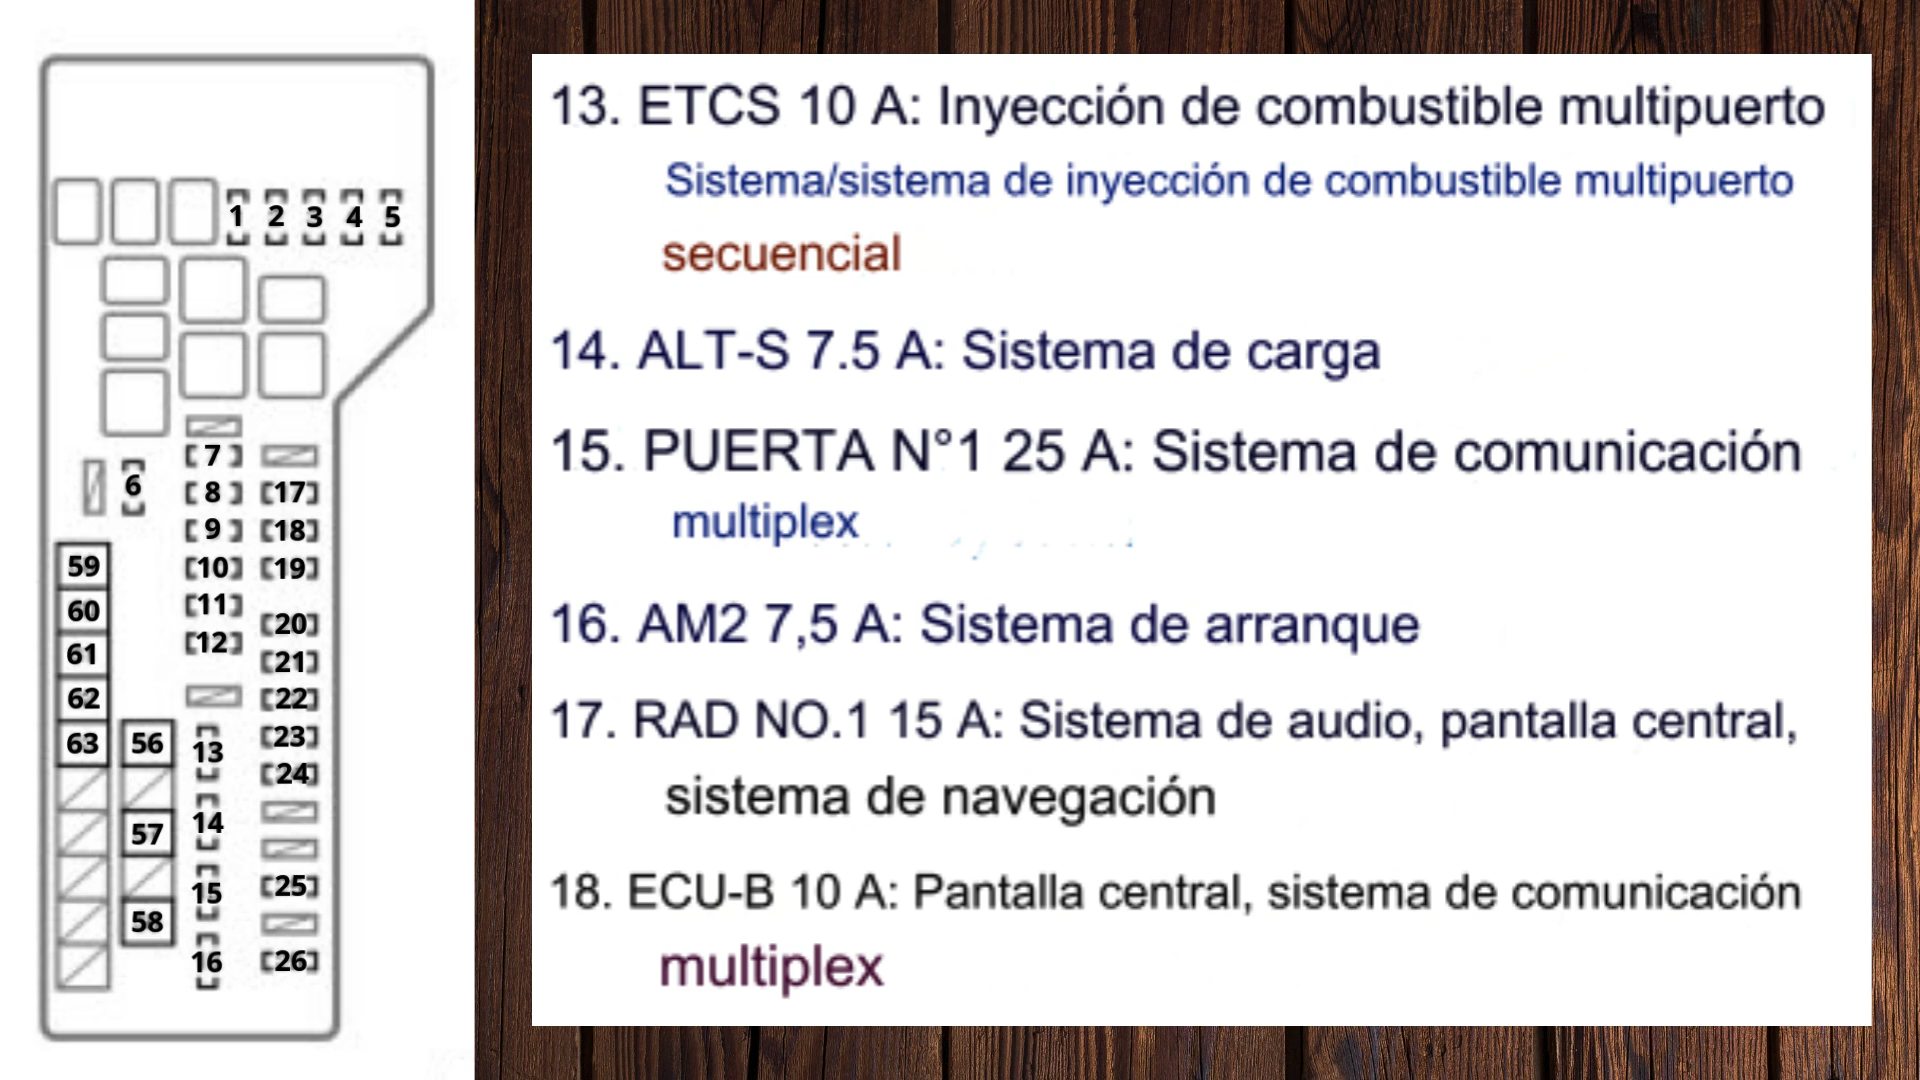 1 2 3 4 5
6
7
8
9
10
11
12
13
14
15
16
17
18
19
20
21
22
23
24
25
26
59
60
61
62
63
56
57
58
13. ETCS 10 A: Inyección de combustible multipuerto
Sistema/sistema de inyección de combustible multipuerto
secuencial
14. ALT-S 7.5 A: Sistema de carga
15. PUERTA N°1 25 A: Sistema de comunicación
multiplex
16. AM2 7,5 A: Sistema de arranque
17. RAD NO.1 15 A: Sistema de audio, pantalla central,
sistema de navegación
18. ECU-B 10 A: Pantalla central, sistema de comunicación
multiplex